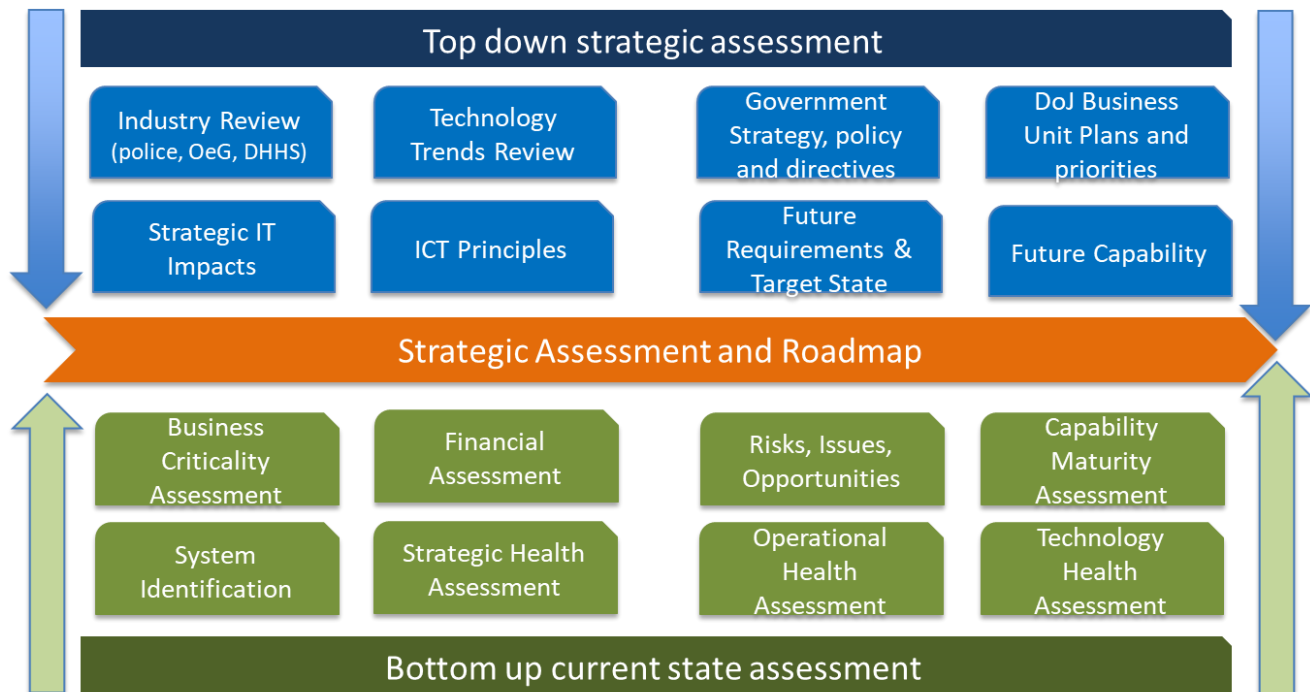 Top down strategic assessment
Industry Review
(police, OeG, DHHS)
Technology
Trends Review
Government
Strategy, policy
and directives
DoJ Business
Unit Plans and
priorities
Strategic IT
Impacts
ICT Principles
Future
Requirements &
Target State
Future Capability
Strategic Assessment and Roadmap
Business
Criticality
Assessment
Financial
Assessment
Risks, Issues,
Opportunities
Capability
Maturity
Assessment
System
Identification
Strategic Health
Assessment
Operational
Health
Assessment
Technology
Health
Assessment
Bottom up current state assessment